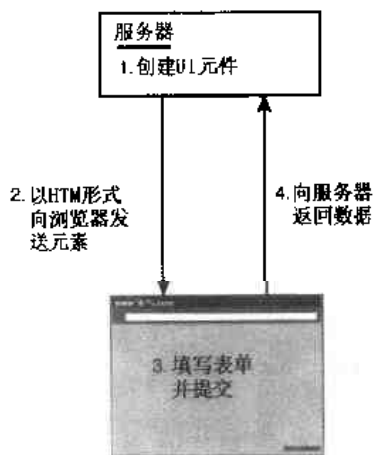 服务器
1.创建UI元件
2.以HTM形式
向浏览器发
送元素
4.向服务器
返回数据
3.填写表单
并提交